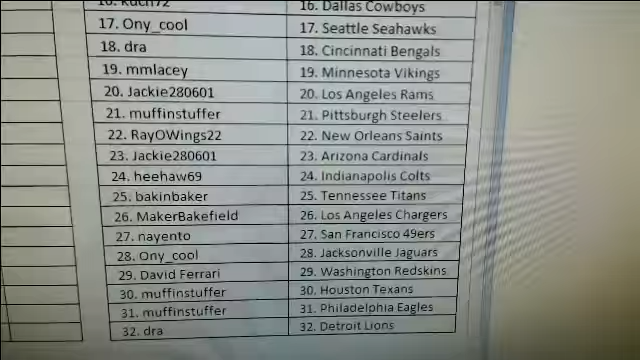 16. Kuch72 16. Dallas Cowboys
17. Ony_cool 17. Seattle Seahawks
18. dra 18. Cincinnati Bengals
19. mmlacey 19. Minnesota Vikings
20. Jackie280601 20. Los Angeles Rams
21. muffinstuffer 21. Pittsburgh Steelers
22. RayOWings22 22. New Orleans Saints
23. Jackie280601 23. Arizona Cardinals
24. heehaw69 24. Indianapolis Colts
25. bakinbaker 25. Tennessee Titans
26. MakerBakefield 26. Los Angeles Chargers
27. nayento 27. San Francisco 49ers
28. Ony_cool 28. Jacksonville Jaguars
29. David Ferrari 29. Washington Redskins
30. muffinstuffer 30. Houston Texans
31. muffinstuffer 31. Philadelphia Eagles
32. dra 32. Detroit Lions